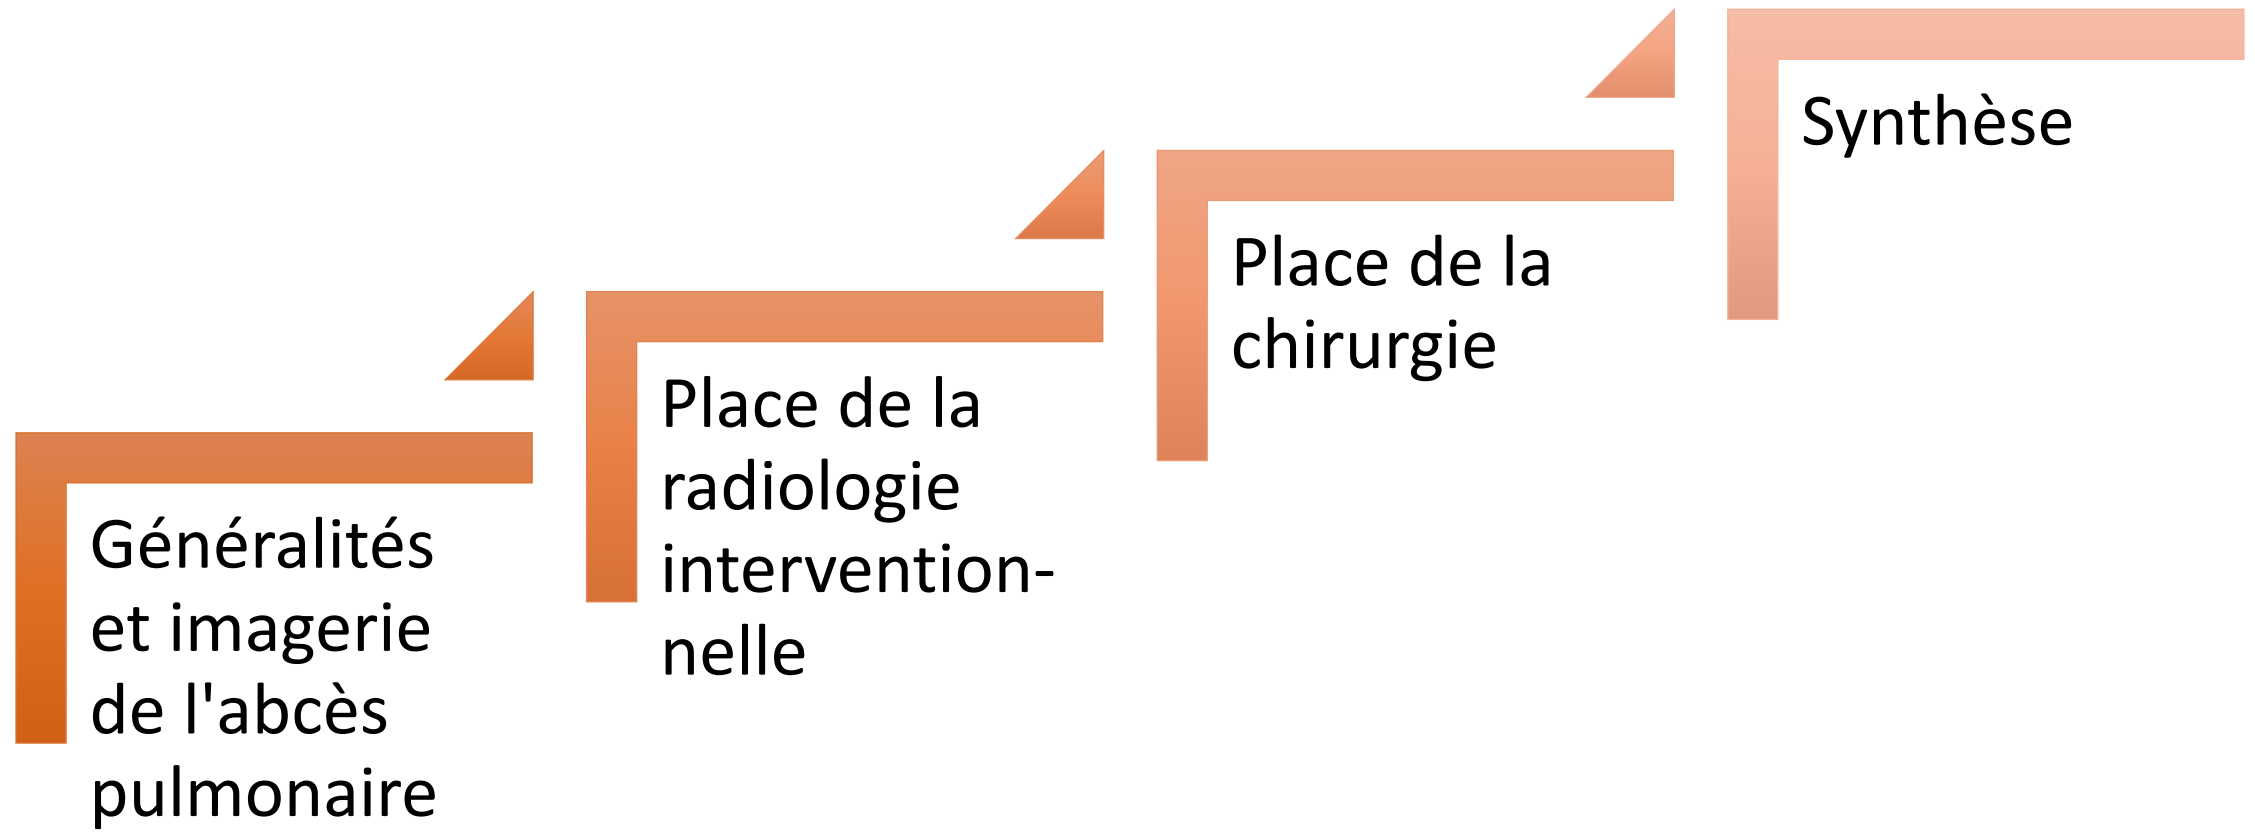 Généralités
et imagerie
de l'abcès
pulmonaire
Place de la
radiologie
intervention-
nelle
Place de la
chirurgie
Synthèse